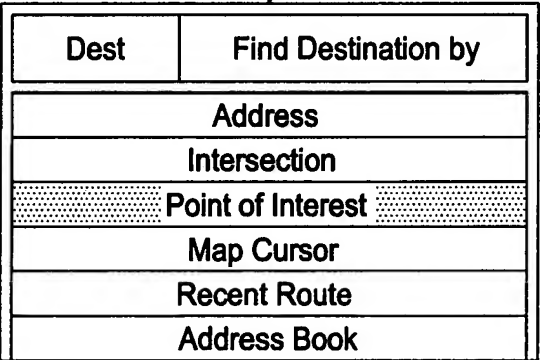 Dest Find Destination by
Address
Intersection
Point of Interest
Map Cursor
Recent Route
Address Book